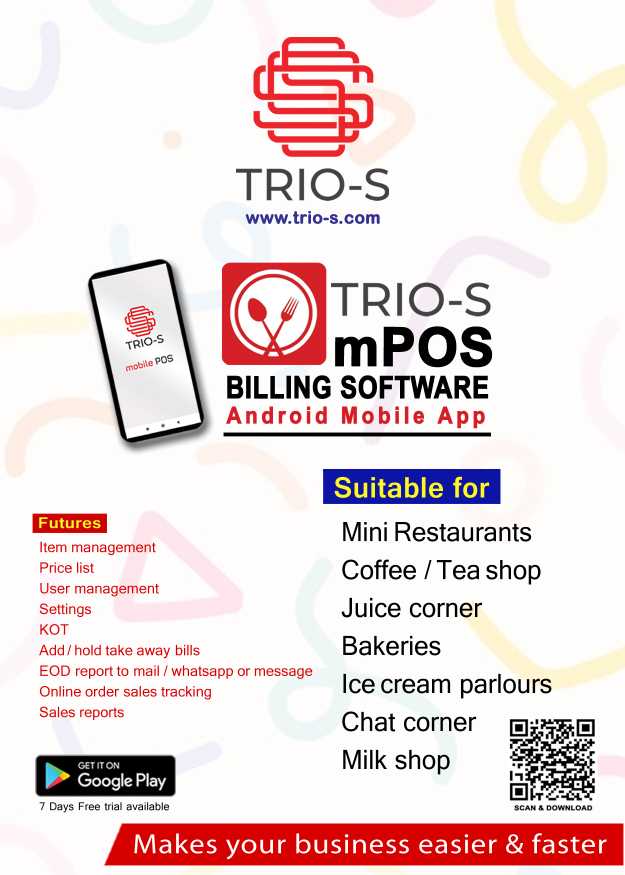 TRIO-S
www.trio-s.com
TRIO-S
mobile POS
TRIO-S
mPOS
BILLING SOFTWARE
Android Mobile App
Suitable for
Mini Restaurants
Coffee / Tea shop
Juice corner
Bakeries
Ice cream parlours
Chat corner
Milk shop
Futures
Item management
Price list
User management
Settings
KOT
Add / hold take away bills
EOD report to mail / whatsapp or message
Online order sales tracking
Sales reports
GET IT ON
Google Play
7 Days Free trial available
SCAN & DOWNLOAD
Makes your business easier & faster